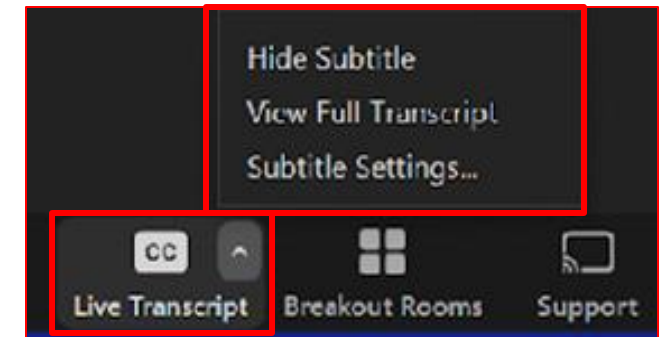 Hide Subtitle
View Full Transcript
Subtitle Settings...
CC
Live Transcript
Breakout Rooms
Support